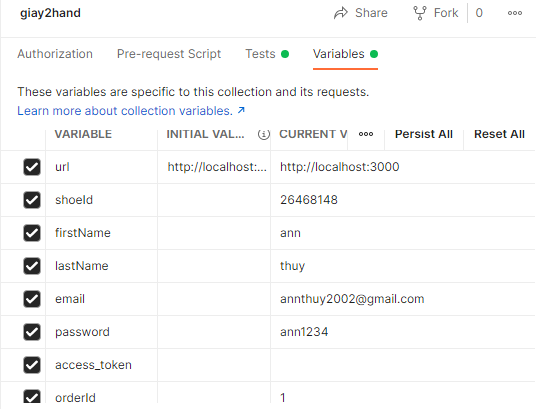 giay2hand Share Fork 0
Authorization Pre-request Script Tests Variables
These variables are specific to this collection and its requests.
Learn more about collection variables. ↗
VARIABLE INITIAL VAL... CURRENT V Persist All Reset All
url http://localhost:... http://localhost:3000
shoeId 26468148
firstName ann
lastName thuy
email annthuy2002@gmail.com
password ann1234
access_token
orderId 1